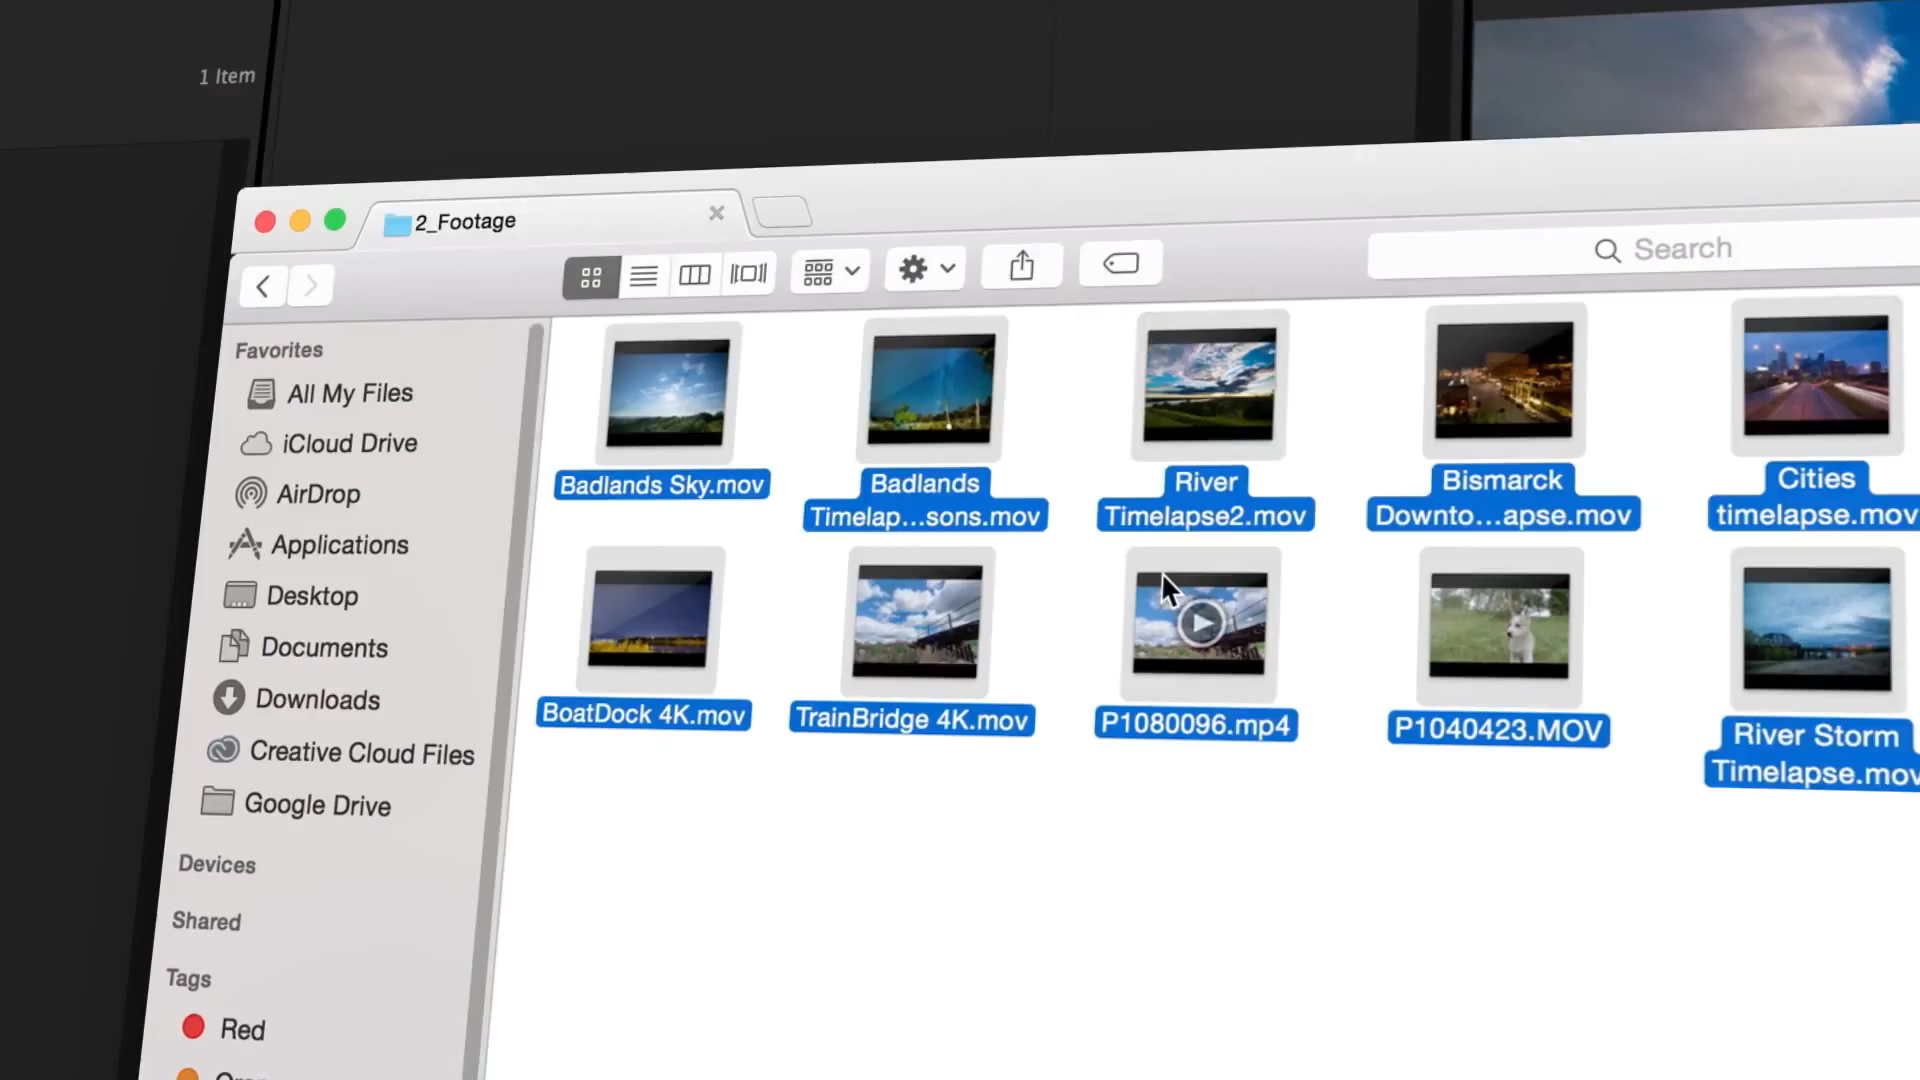 1 Item
2_Footage
Search
Favorites
All My Files
iCloud Drive
AirDrop
Applications
Desktop
Documents
Downloads
Creative Cloud Files
Google Drive
Devices
Shared
Tags
Red
Badlands Sky.mov
Badlands
Timelap...sons.mov
River
Timelapse2.mov
Bismarck
Downto...apse.mov
Cities
timelapse.mov
BoatDock 4K.mov
TrainBridge 4K.mov
P1080096.mp4
P1040423.MOV
River Storm
Timelapse.mov